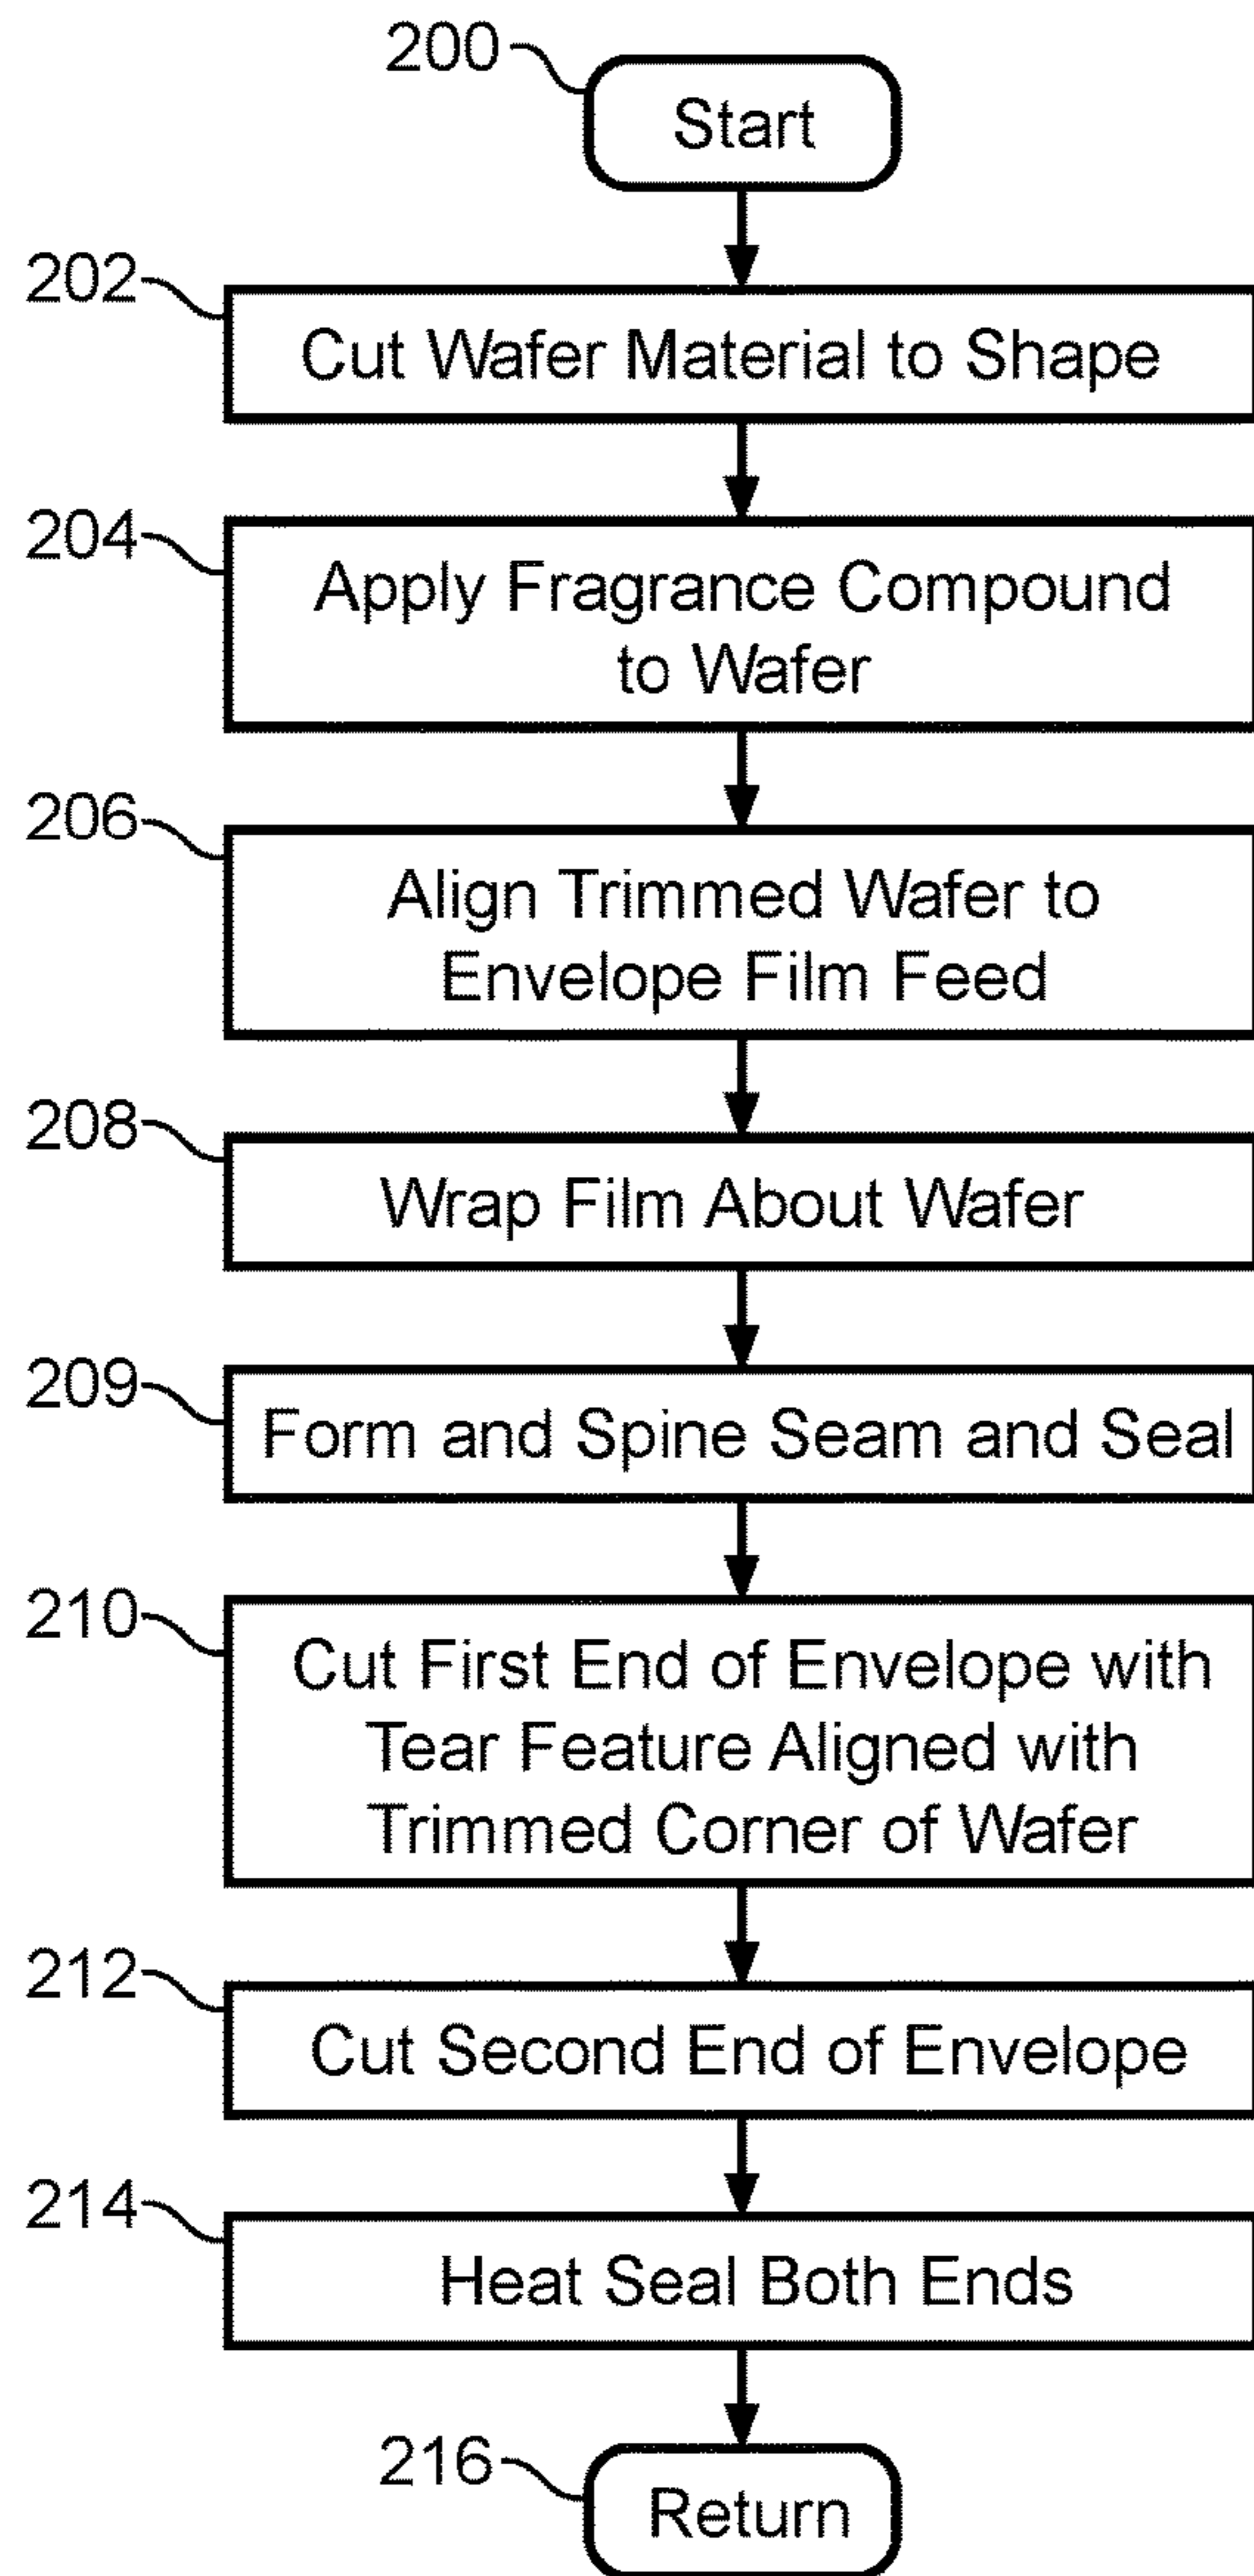 200
Start
202
Cut Wafer Material to Shape
204
Apply Fragrance Compound
to Wafer
206
Align Trimmed Wafer to
Envelope Film Feed
208
Wrap Film About Wafer
209
Form and Spine Seam and Seal
210
Cut First End of Envelope with
Tear Feature Aligned with
Trimmed Corner of Wafer
212
Cut Second End of Envelope
214
Heat Seal Both Ends
216
Return